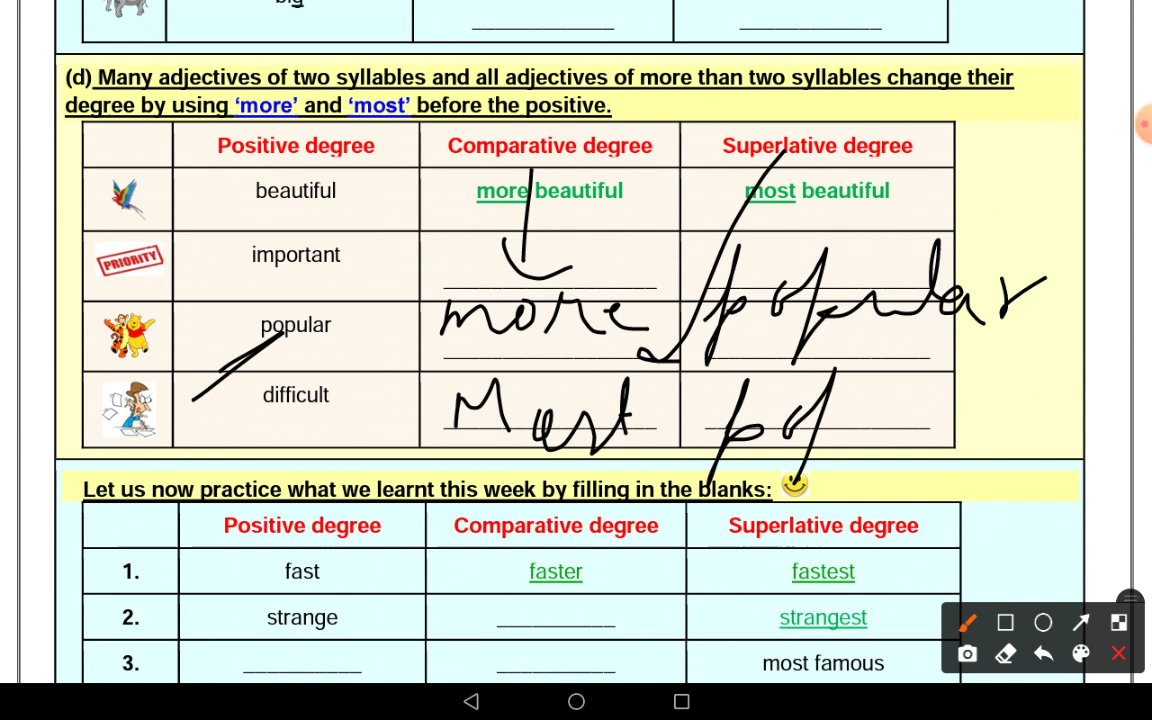 big
(d) Many adjectives of two syllables and all adjectives of more than two syllables change their
degree by using ‘more’ and ‘most’ before the positive.
Positive degree Comparative degree Superlative degree
beautiful more beautiful most beautiful
PRIORITY important
popular
more popular
difficult
Most pop
Let us now practice what we learnt this week by filling in the blanks:
Positive degree Comparative degree Superlative degree
1. fast faster fastest
2. strange strangest
3. most famous